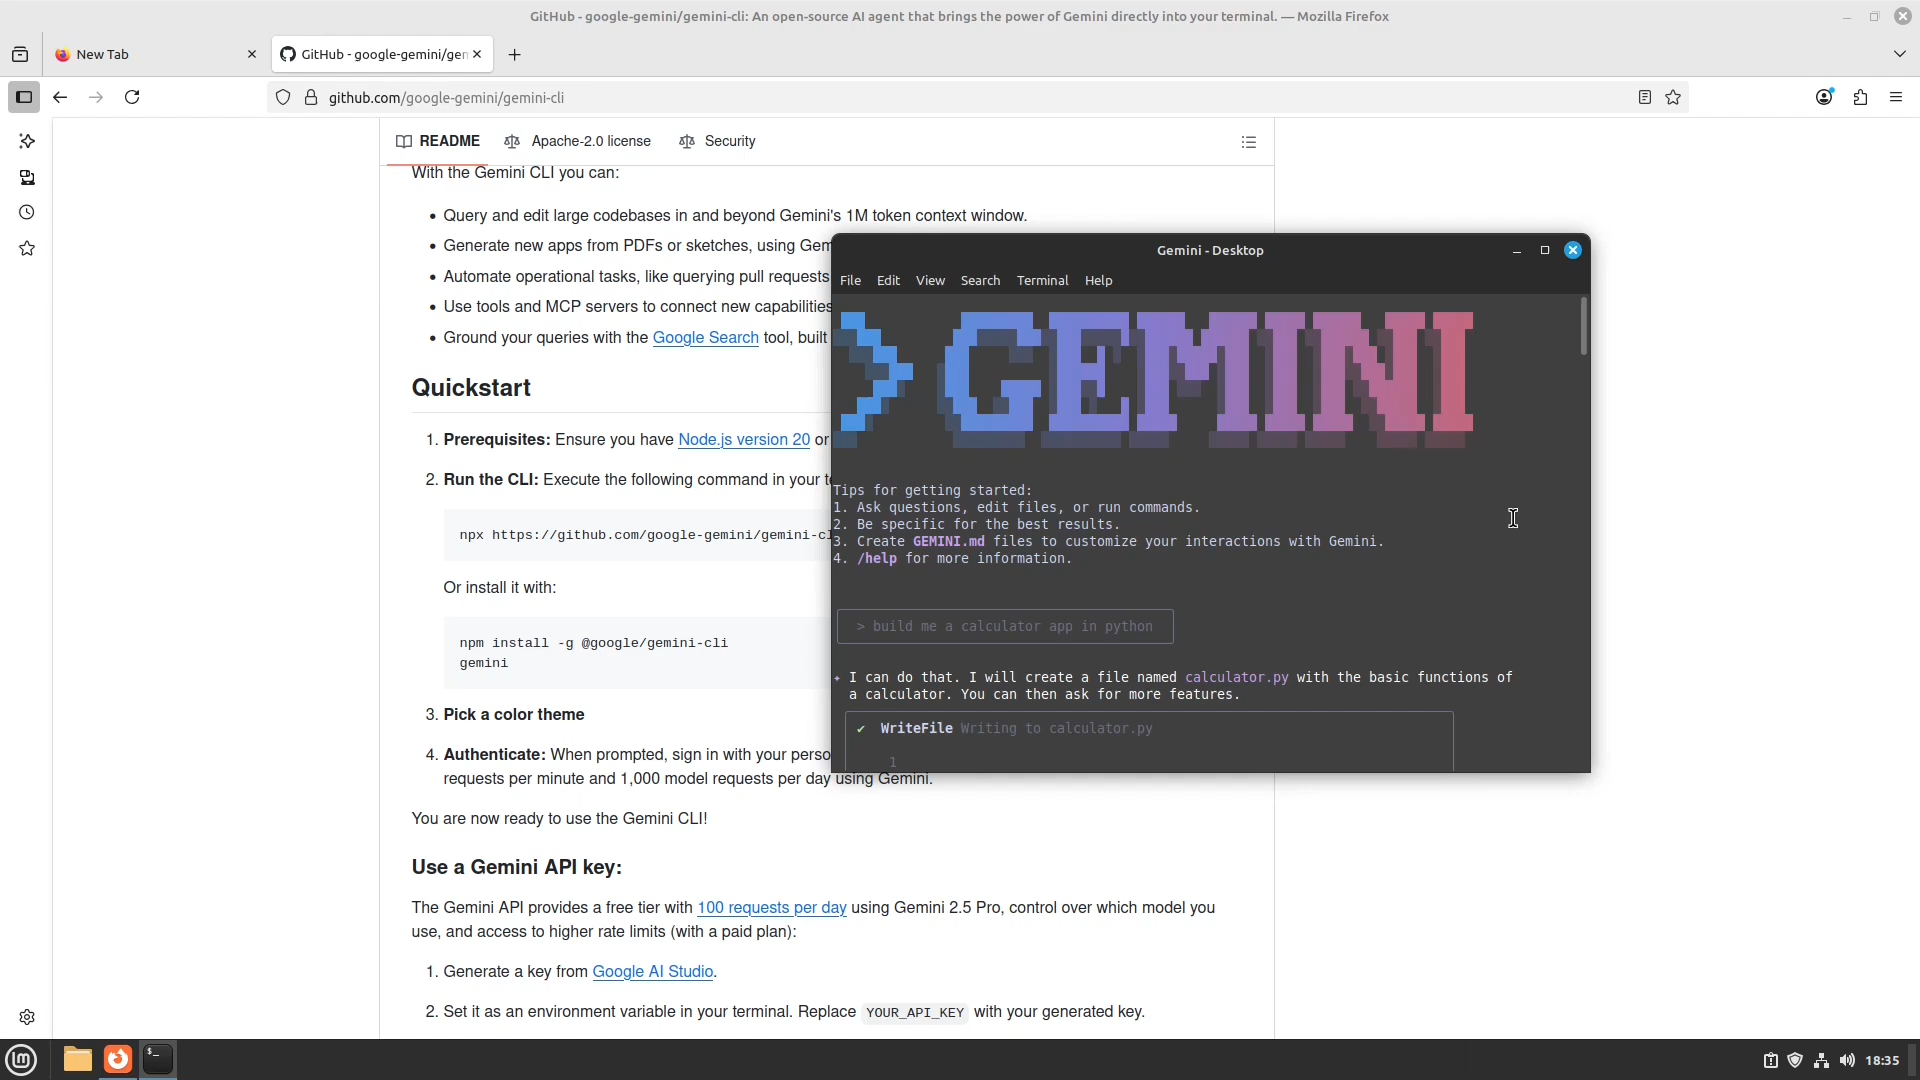 GitHub - google-gemini/gemini-cli: An open-source AI agent that brings the power of Gemini directly into your terminal. — Mozilla Firefox
New Tab
GitHub - google-gemini/gem
github.com/google-gemini/gemini-cli
README
Apache-2.0 license
Security
With the Gemini CLI you can:
• Query and edit large codebases in and beyond Gemini's 1M token context window.
• Generate new apps from PDFs or sketches, using Gem
• Automate operational tasks, like querying pull requests
• Use tools and MCP servers to connect new capabilities
• Ground your queries with the Google Search tool, built
Quickstart
1. Prerequisites: Ensure you have Node.js version 20 or
2. Run the CLI: Execute the following command in your te
npx https://github.com/google-gemini/gemini-cl
Or install it with:
npm install -g @google/gemini-cli
gemini
3. Pick a color theme
4. Authenticate: When prompted, sign in with your perso
requests per minute and 1,000 model requests per day using Gemini.
You are now ready to use the Gemini CLI!
Use a Gemini API key:
The Gemini API provides a free tier with 100 requests per day using Gemini 2.5 Pro, control over which model you
use, and access to higher rate limits (with a paid plan):
1. Generate a key from Google AI Studio.
2. Set it as an environment variable in your terminal. Replace YOUR_API_KEY with your generated key.
Gemini - Desktop
File Edit View Search Terminal Help
> GEMINI
Tips for getting started:
1. Ask questions, edit files, or run commands.
2. Be specific for the best results.
3. Create GEMINI.md files to customize your interactions with Gemini.
4. /help for more information.
> build me a calculator app in python
✦ I can do that. I will create a file named calculator.py with the basic functions of
a calculator. You can then ask for more features.
✔ WriteFile Writing to calculator.py
1
18:35